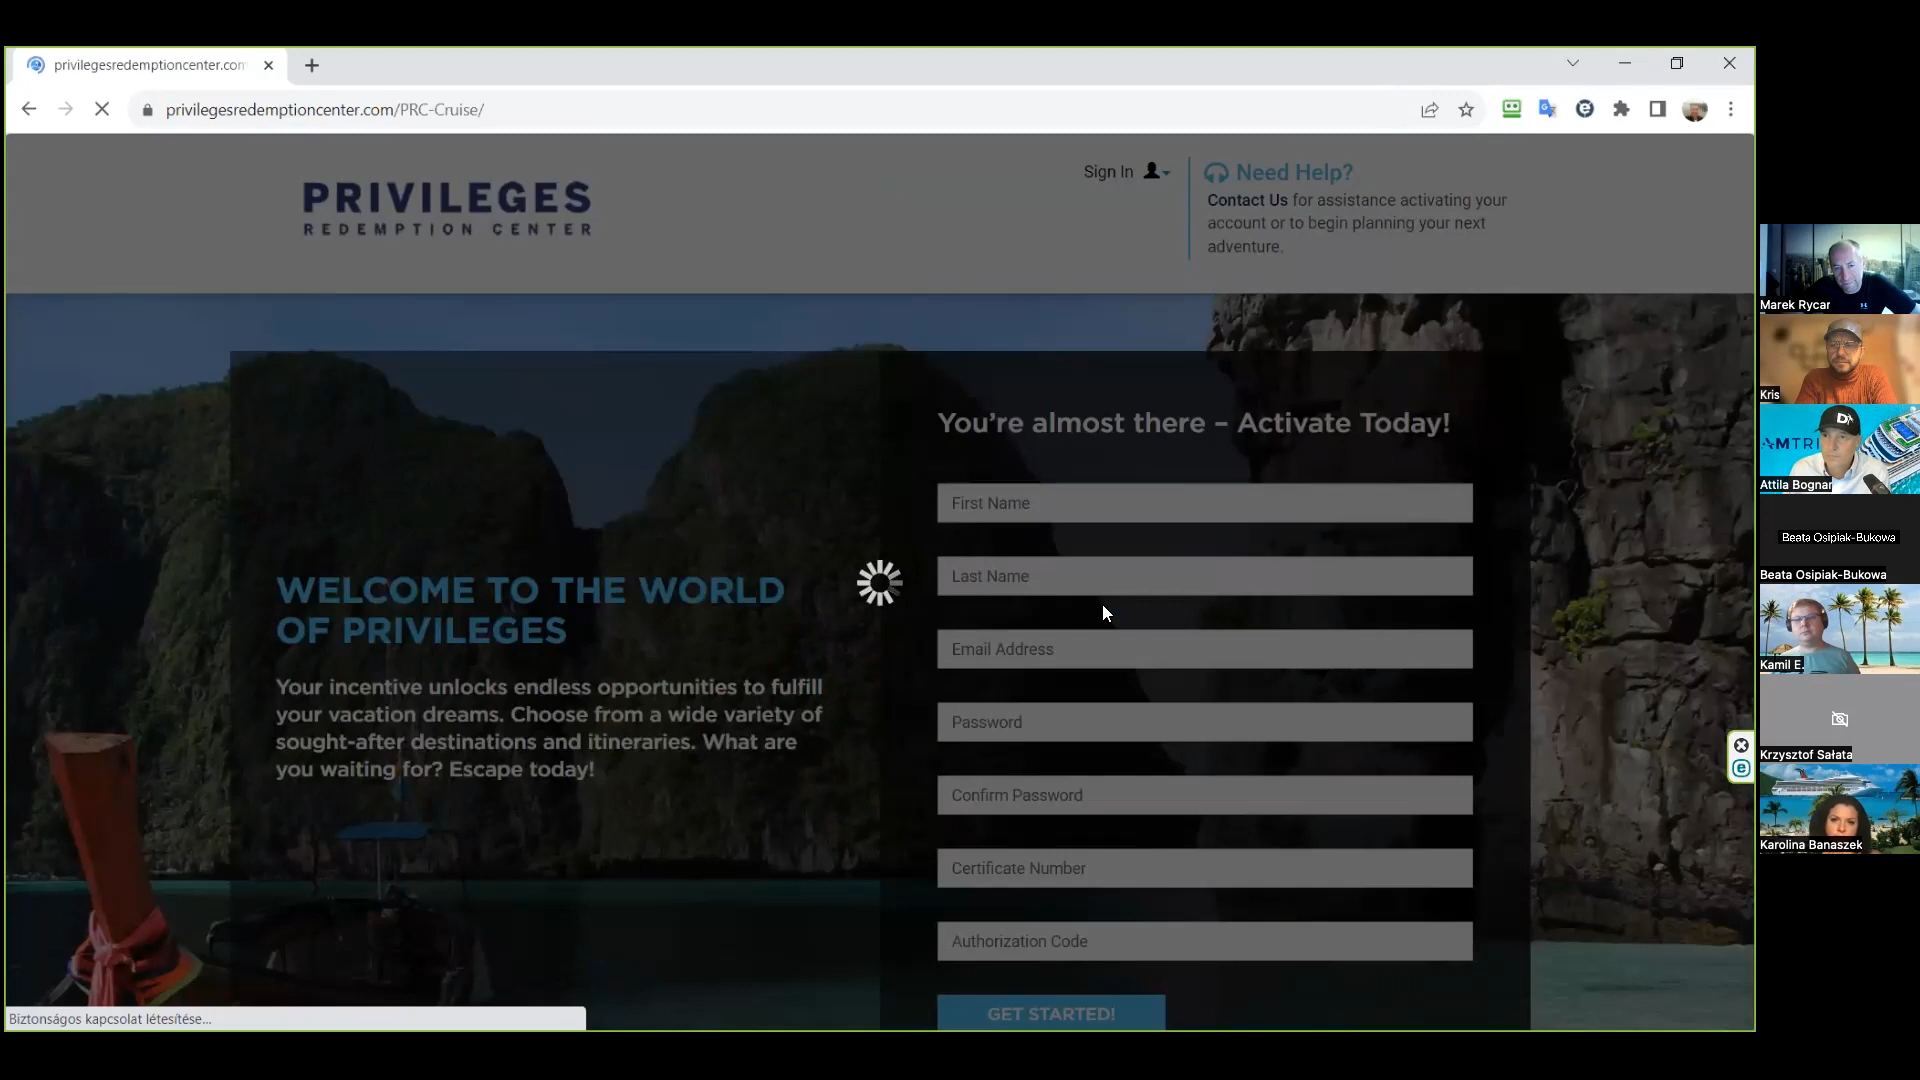 privilegesredemptioncenter.com
privilegesredemptioncenter.com/PRC-Cruise/
PRIVILEGES
REDEMPTION CENTER
Sign In
Need Help?
Contact Us for assistance activating your
account or to begin planning your next
adventure.
You're almost there – Activate Today!
First Name
Last Name
Email Address
Password
Confirm Password
Certificate Number
Authorization Code
GET STARTED!
WELCOME TO THE WORLD
OF PRIVILEGES
Your incentive unlocks endless opportunities to fulfill
your vacation dreams. Choose from a wide variety of
sought-after destinations and itineraries. What are
you waiting for? Escape today!
Biztonságos kapcsolat létesítése...
Marek Rycar
Kris
Attila Bognar
Beata Osipiak-Bukowa
Beata Osipiak-Bukowa
Kamil E.
Krzysztof Sałata
Karolina Banaszek